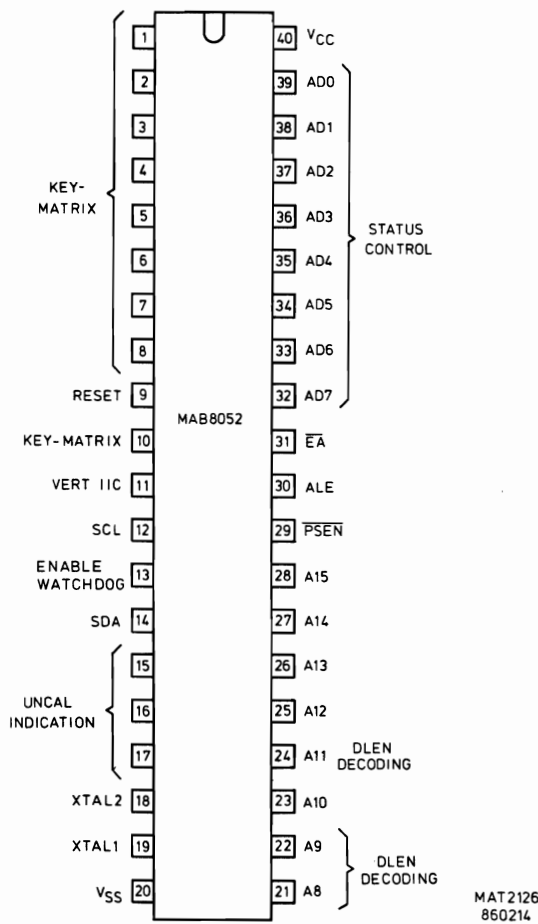 1 40 VCC
2 39 AD0
3 38 AD1
4 37 AD2
KEY-
MATRIX
5 36 AD3
STATUS
CONTROL
6 35 AD4
7 34 AD5
8 33 AD6
RESET 9 32 AD7
MAB8052
KEY-MATRIX 10 31 EA
VERT IIC 11 30 ALE
SCL 12 29 PSEN
ENABLE
WATCHDOG 13 28 A15
SDA 14 27 A14
15 26 A13
UNCAL
INDICATION
16 25 A12
17 24 A11 DLEN
DECODING
XTAL2 18 23 A10
XTAL1 19 22 A9
DLEN
DECODING
VSS 20 21 A8
MAT2126
860214